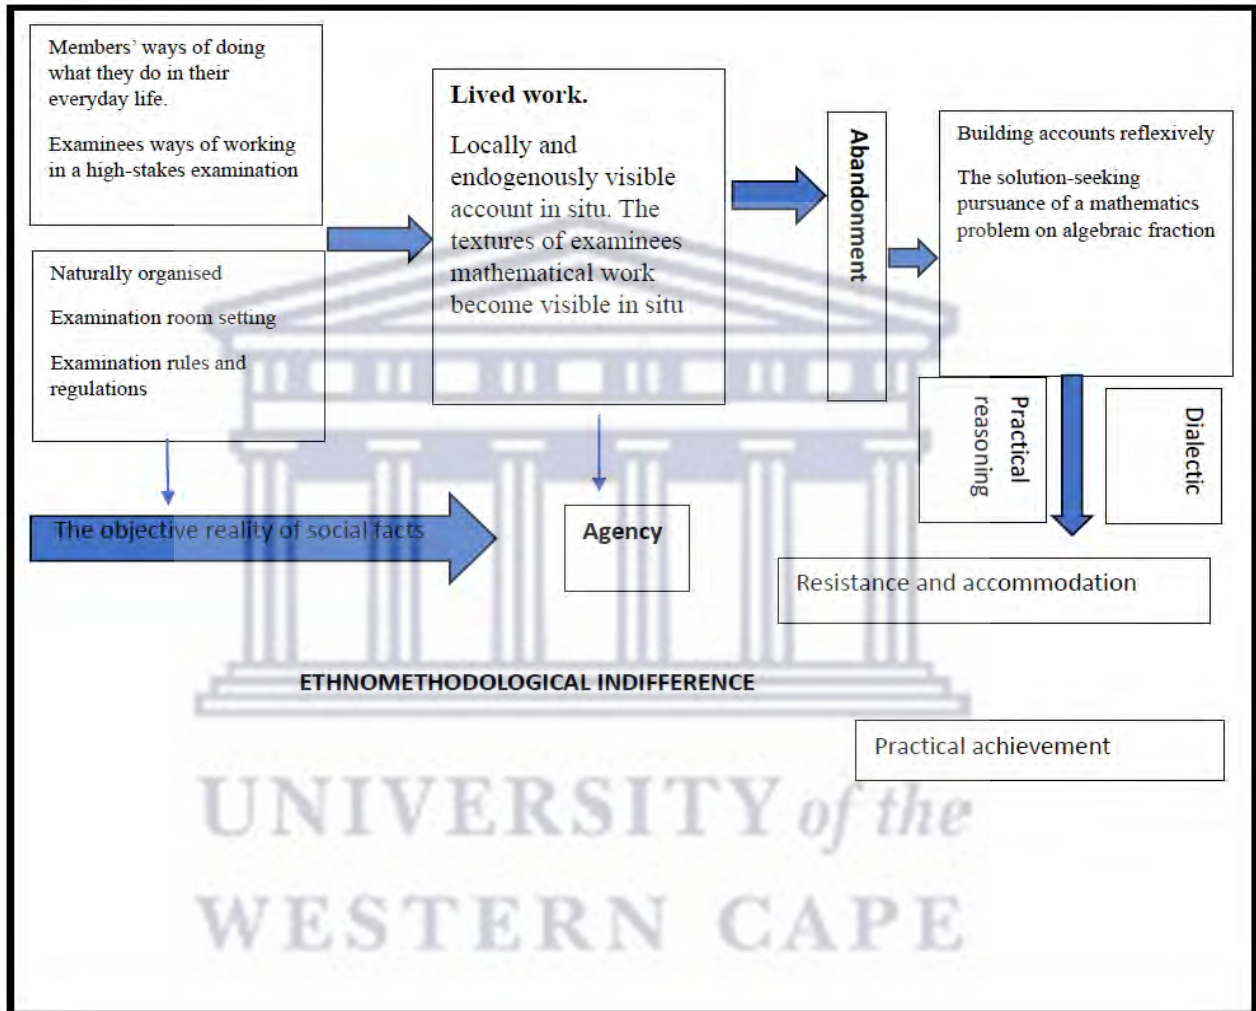 Members’ ways of doing
what they do in their
everyday life.
Examinees ways of working
in a high-stakes examination
Naturally organised
Examination room setting
Examination rules and
regulations
Lived work.
Locally and
endogenously visible
account in situ. The
textures of examinees
mathematical work
become visible in situ
Abandonment
Building accounts reflexively
The solution-seeking
pursuance of a mathematics
problem on algebraic fraction
Practical
reasoning
Dialectic
The objective reality of social facts
Agency
Resistance and accommodation
ETHNOMETHODOLOGICAL INDIFFERENCE
Practical achievement
UNIVERSITY of the
WESTERN CAPE